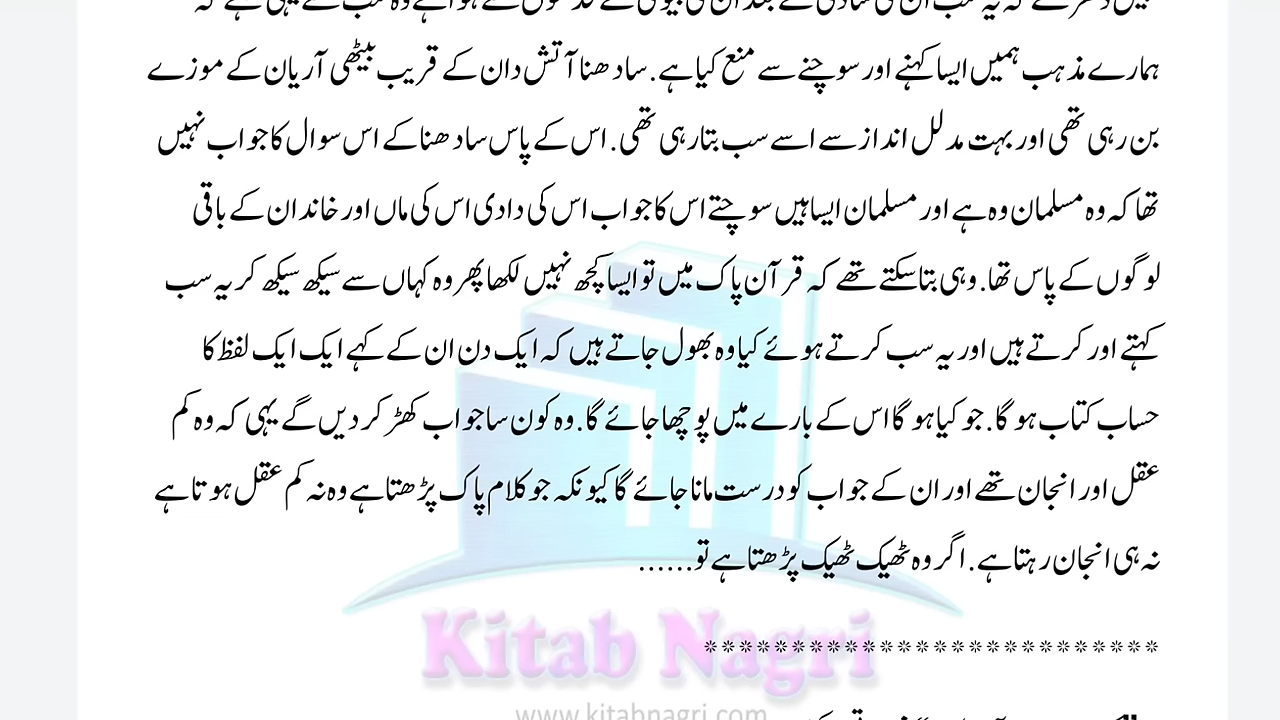 ہمارے مذہب ہمیں ایسا کہنے اور سوچنے سے منع کیا ہے. سادھنا آتش دان کے قریب بیٹھی آریان کے موزے
بن رہی تھی اور بہت مدلل انداز سے اسے سب بتا رہی تھی. اس کے پاس سادھنا کے اس سوال کا جواب نہیں
تھا کہ وہ مسلمان وہ ہے اور مسلمان ایسا ہیں سوچتے اس کا جواب اس کی دادی اس کی ماں اور خاندان کے باقی
لوگوں کے پاس تھا. وہی بتا سکتے تھے کہ قرآن پاک میں تو ایسا کچھ نہیں لکھا پھر وہ کہاں سے سیکھ سیکھ کر یہ سب
کہتے اور کرتے ہیں اور یہ سب کرتے ہوئے کیا وہ بھول جاتے ہیں کہ ایک دن ان کے کہے ایک ایک لفظ کا
حساب کتاب ہو گا. جو کیا ہو گا اس کے بارے میں پوچھا جائے گا. وہ کون سا جواب کھڑ کر دیں گے یہی کہ وہ کم
عقل اور انجان تھے اور ان کے جواب کو درست مانا جائے گا کیونکہ جو کلام پاک پڑھتا ہے وہ نہ کم عقل ہوتا ہے
نہ ہی انجان رہتا ہے. اگر وہ ٹھیک ٹھیک پڑھتا ہے تو......
Kitab Nagri
**************************
www.kitabnagri.com